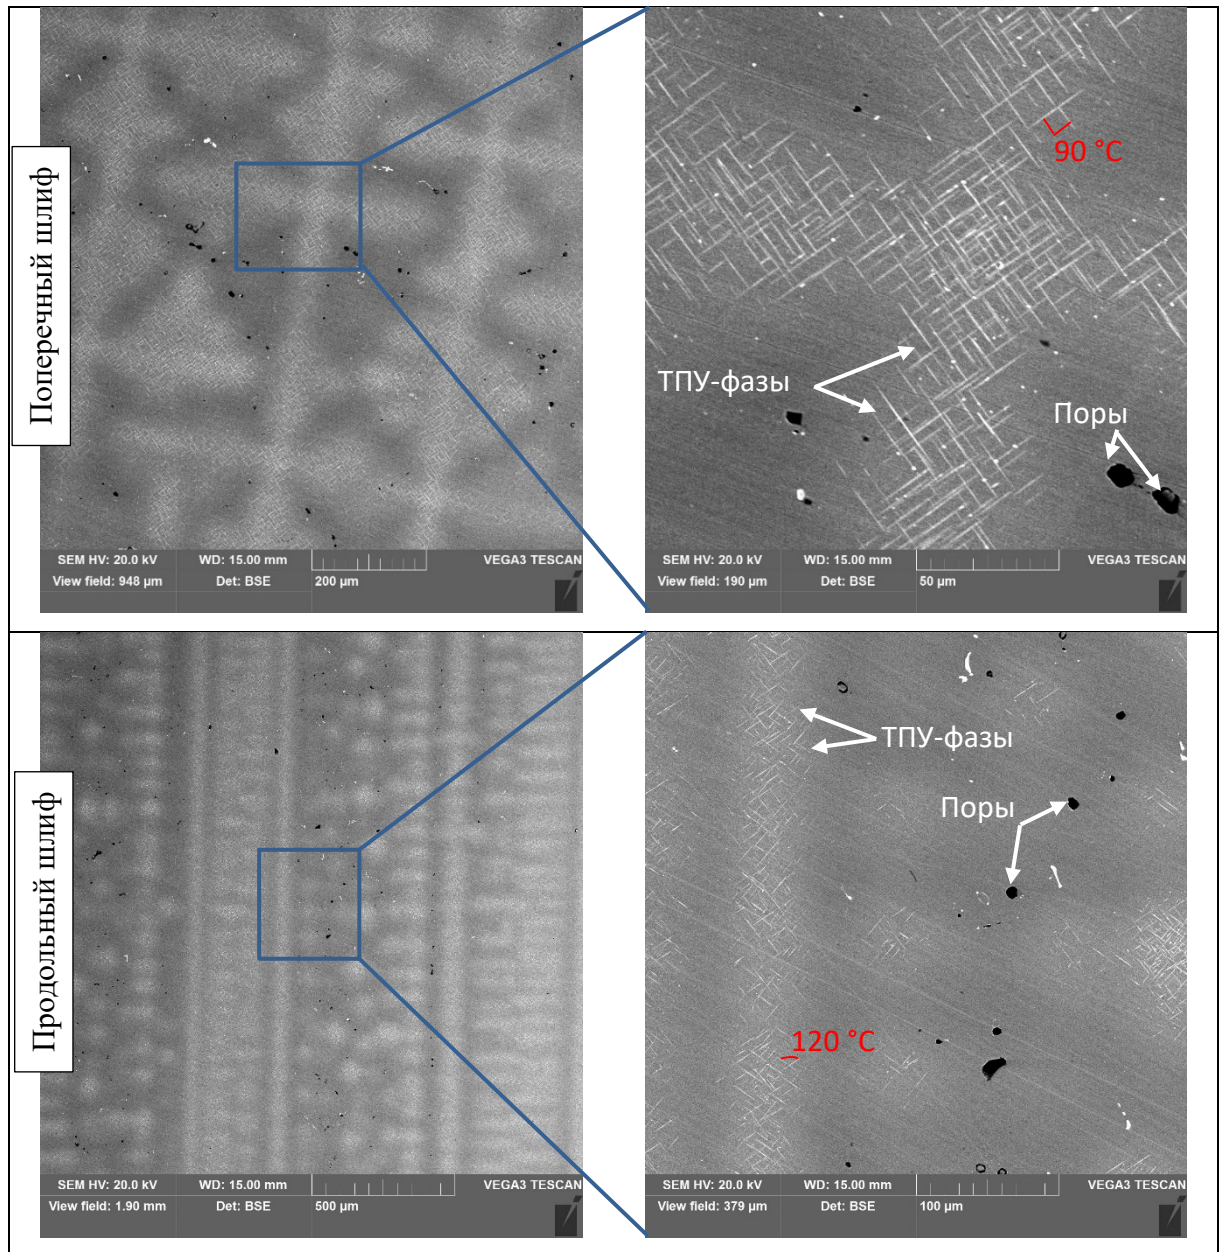 Поперечный шлиф
90 °C
ТПУ-фазы
Поры
SEM HV: 20.0 kV WD: 15.00 mm VEGA3 TESCAN
View field: 948 µm Det: BSE 200 µm
SEM HV: 20.0 kV WD: 15.00 mm VEGA3 TESCAN
View field: 190 µm Det: BSE 50 µm
Продольный шлиф
ТПУ-фазы
Поры
120 °C
SEM HV: 20.0 kV WD: 15.00 mm VEGA3 TESCAN
View field: 1.90 mm Det: BSE 500 µm
SEM HV: 20.0 kV WD: 15.00 mm VEGA3 TESCAN
View field: 379 µm Det: BSE 100 µm